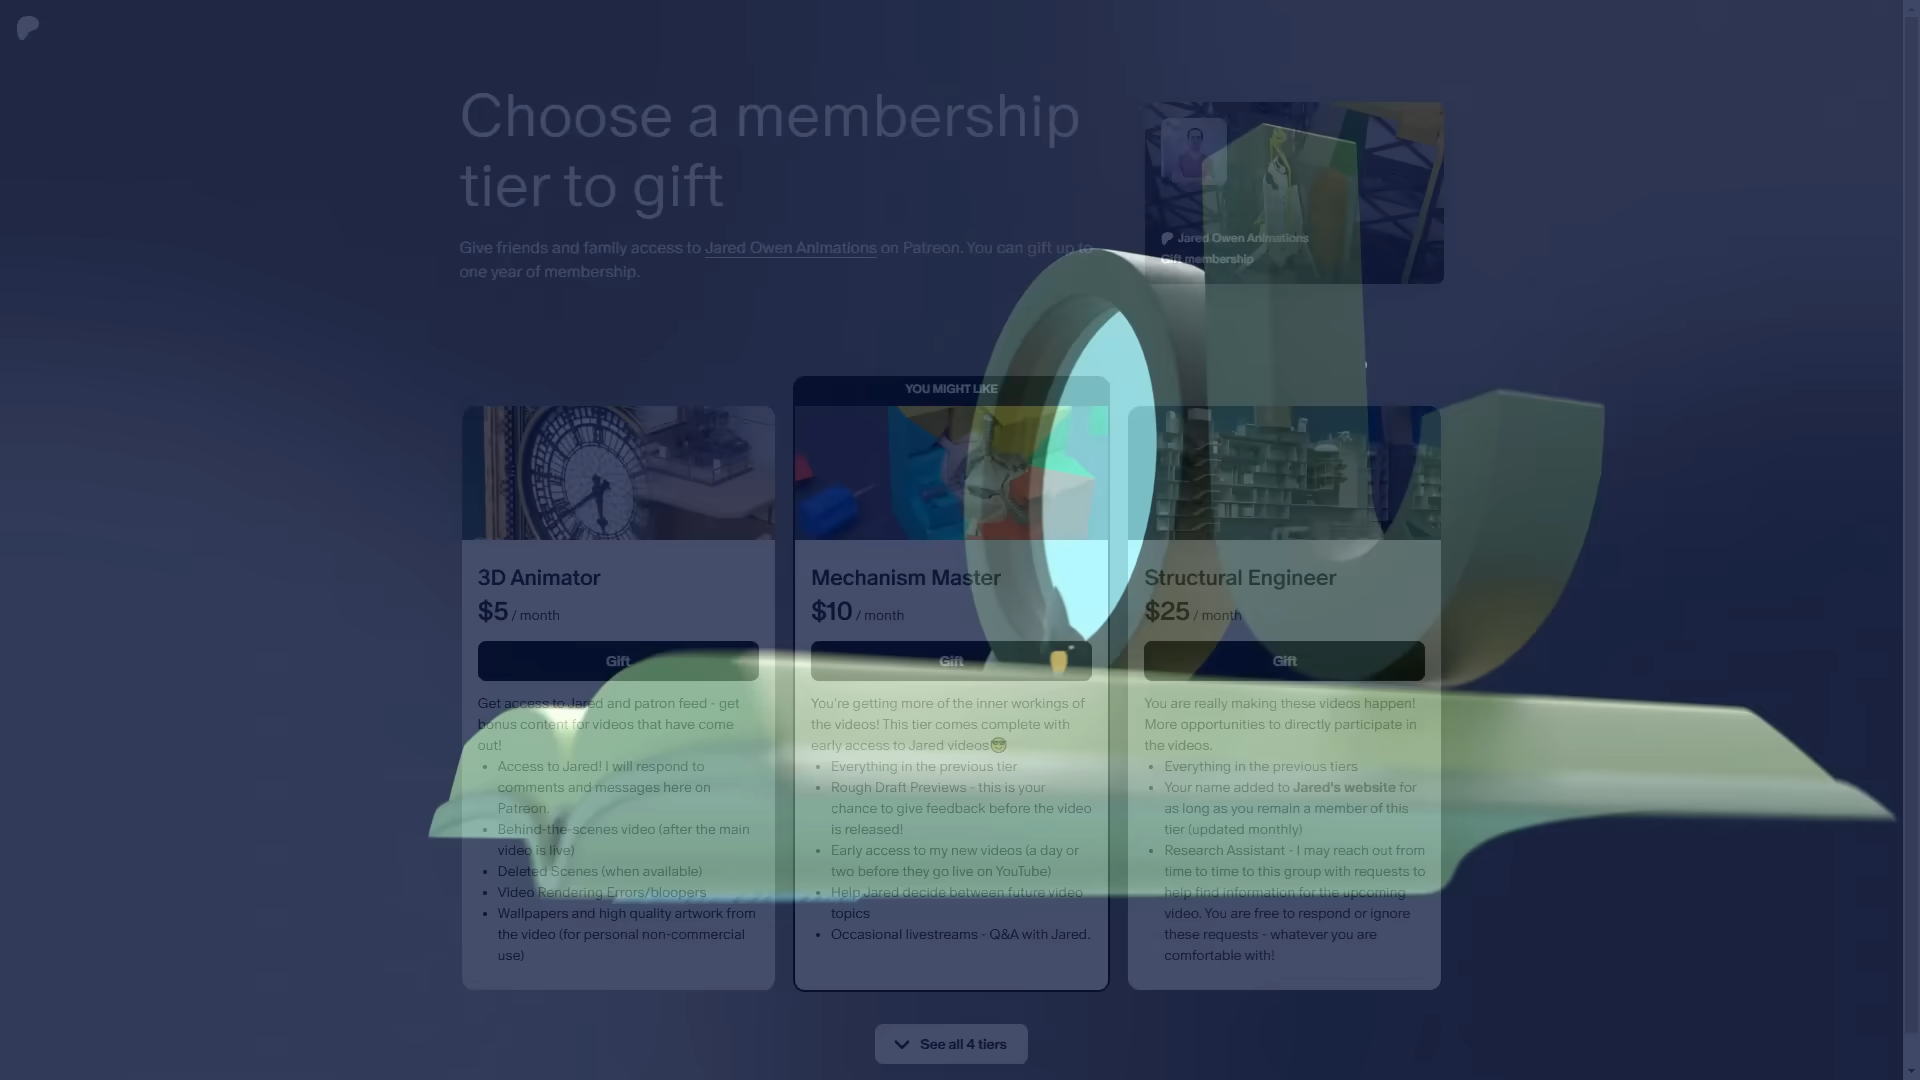 Choose a membership
tier to gift
Give friends and family access to Jared Owen Animations on Patreon. You can gift up to
one year of membership.
Jared Owen Animations
Gift membership
YOU MIGHT LIKE
3D Animator
$5 / month
Gift
Get access to Jared and patron feed - get
bonus content for videos that have come
out!
• Access to Jared! I will respond to
comments and messages here on
Patreon.
• Behind-the-scenes video (after the main
video is live)
• Deleted Scenes (when available)
• Video Rendering Errors/bloopers
• Wallpapers and high quality artwork from
the video (for personal non-commercial
use)
Mechanism Master
$10 / month
Gift
You're getting more of the inner workings of
the videos! This tier comes complete with
early access to Jared videos😎
• Everything in the previous tier
• Rough Draft Previews - this is your
chance to give feedback before the video
is released!
• Early access to my new videos (a day or
two before they go live on YouTube)
• Help Jared decide between future video
topics
• Occasional livestreams - Q&A with Jared.
Structural Engineer
$25 / month
Gift
You are really making these videos happen!
More opportunities to directly participate in
the videos.
• Everything in the previous tiers
• Your name added to Jared's website for
as long as you remain a member of this
tier (updated monthly)
• Research Assistant - I may reach out from
time to time to this group with requests to
help find information for the upcoming
video. You are free to respond or ignore
these requests - whatever you are
comfortable with!
See all 4 tiers